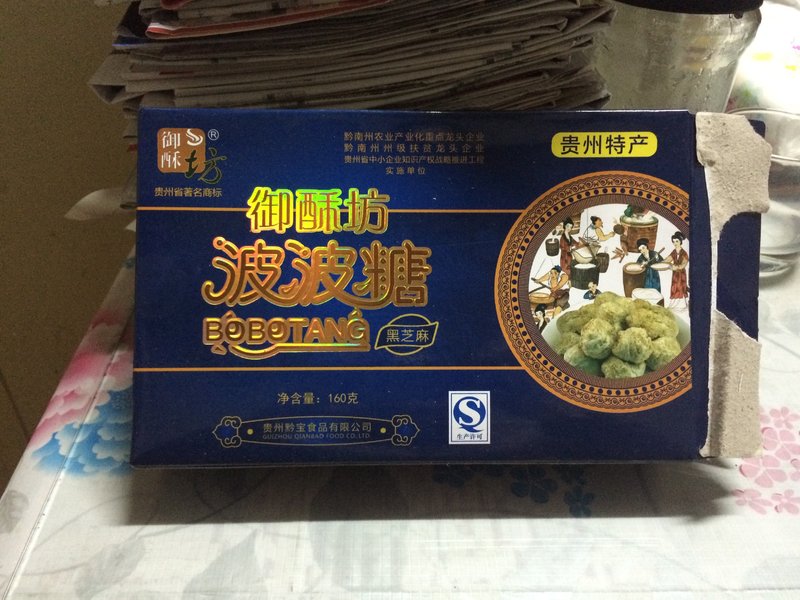 御酥坊®
贵州省著名商标
黔南州农业产业化重点龙头企业
黔南州州级扶贫龙头企业
贵州省中小企业知识产权战略推进工程
实施单位
贵州特产
御酥坊
波波糖
BOBOTANG
黑芝麻
净含量：160克
生产许可
贵州黔宝食品有限公司
GUIZHOU QIANBAO FOOD CO.LTD.